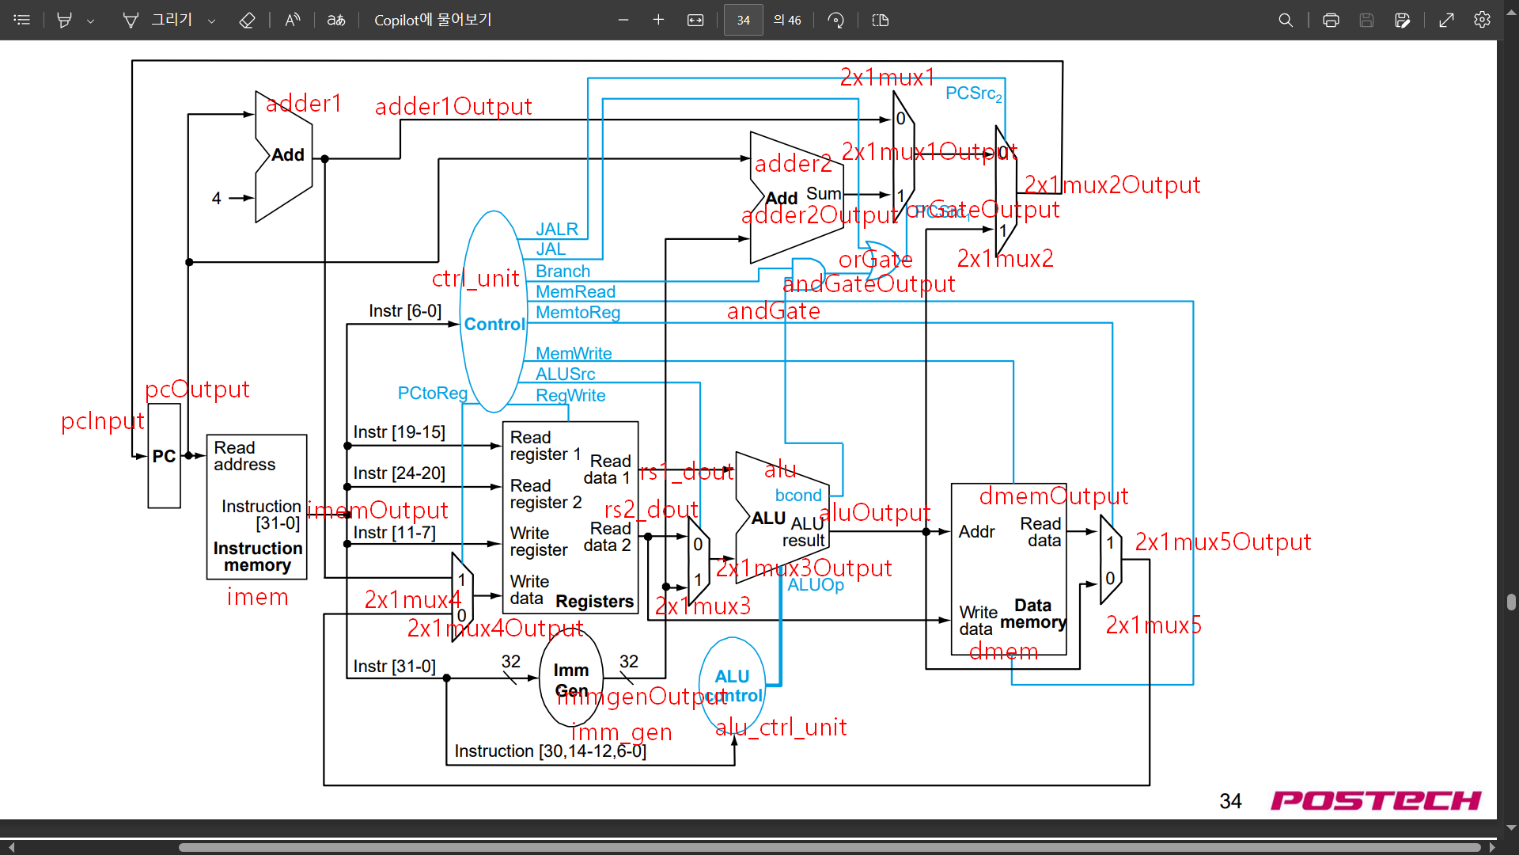 그리기
aあ
Copilot에 물어보기
34
의 46
2x1mux1
PCSrc2
adder1
adder1Output
0
Add
adder2
2x1mux1Output
0
4
Add
Sum
1
2x1mux2Output
adder2Output
orGateOutput
JALR
1
JAL
orGate
2x1mux2
Branch
ctrl_unit
andGateOutput
MemRead
Instr [6-0]
MemtoReg
andGate
Control
MemWrite
ALUSrc
pcOutput
PCtoReg
RegWrite
pcInput
Instr [19-15]
Read
register 1
Read
address
PC
Read
data 1
rs1_dout
alu
Instr [24-20]
Read
register 2
bcond
dmemOutput
Instruction
[31-0]
imemOutput
rs2_dout
ALU
ALU
result
aluOutput
Addr
Read
data
Instr [11-7]
Write
register
Read
data 2
0
1
2x1mux5Output
Instruction
memory
2x1mux3Output
0
1
Write
data
Registers
1
ALUOp
imem
2x1mux4
0
2x1mux3
Write
data
Data
memory
2x1mux5
2x1mux4Output
dmem
Instr [31-0]
32
Imm
Gen
32
ALU
control
immgenOutput
imm_gen
alu_ctrl_unit
Instruction [30,14-12,6-0]
34
POSTECH